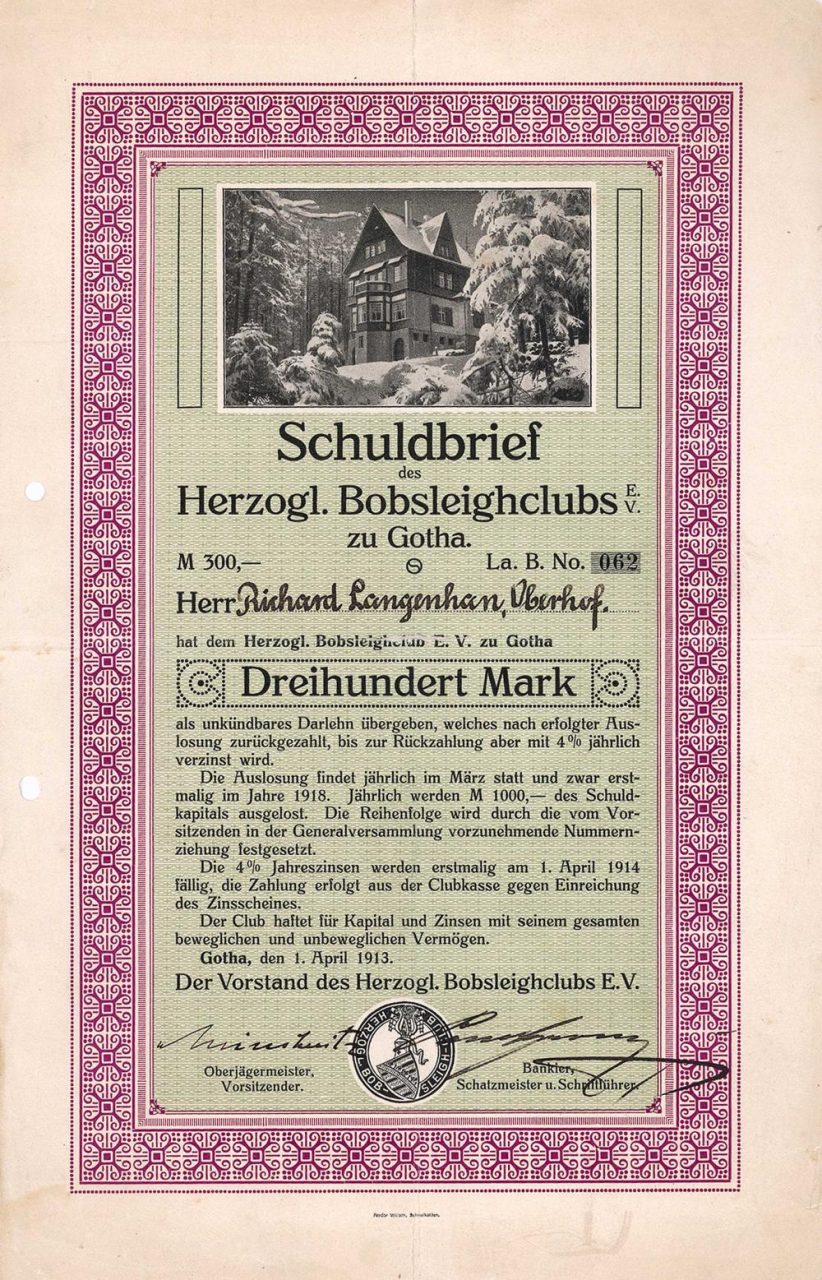 Schuldbrief
des
Herzogl. Bobsleighclubs E. V.
zu Gotha.
M 300,— La. B. No. 062
Herr Richard Langenhan, Oberhof.
hat dem Herzogl. Bobsleighclub E. V. zu Gotha
Dreihundert Mark
als unkündbares Darlehn übergeben, welches nach erfolgter Aus-
losung zurückgezahlt, bis zur Rückzahlung aber mit 4% jährlich
verzinst wird.
Die Auslosung findet jährlich im März statt und zwar erst-
malig im Jahre 1918. Jährlich werden M 1000,— des Schuld-
kapitals ausgelost. Die Reihenfolge wird durch die vom Vor-
sitzenden in der Generalversammlung vorzunehmende Nummern-
ziehung festgesetzt.
Die 4% Jahreszinsen werden erstmalig am 1. April 1914
fällig, die Zahlung erfolgt aus der Clubkasse gegen Einreichung
des Zinsscheines.
Der Club haftet für Kapital und Zinsen mit seinem gesamten
beweglichen und unbeweglichen Vermögen.
Gotha, den 1. April 1913.
Der Vorstand des Herzogl. Bobsleighclubs E.V.
HERZOGL. BOB-SLEIGH-CLUB
Oberjägermeister,
Vorsitzender.
Bankier,
Schatzmeister u. Schriftführer.